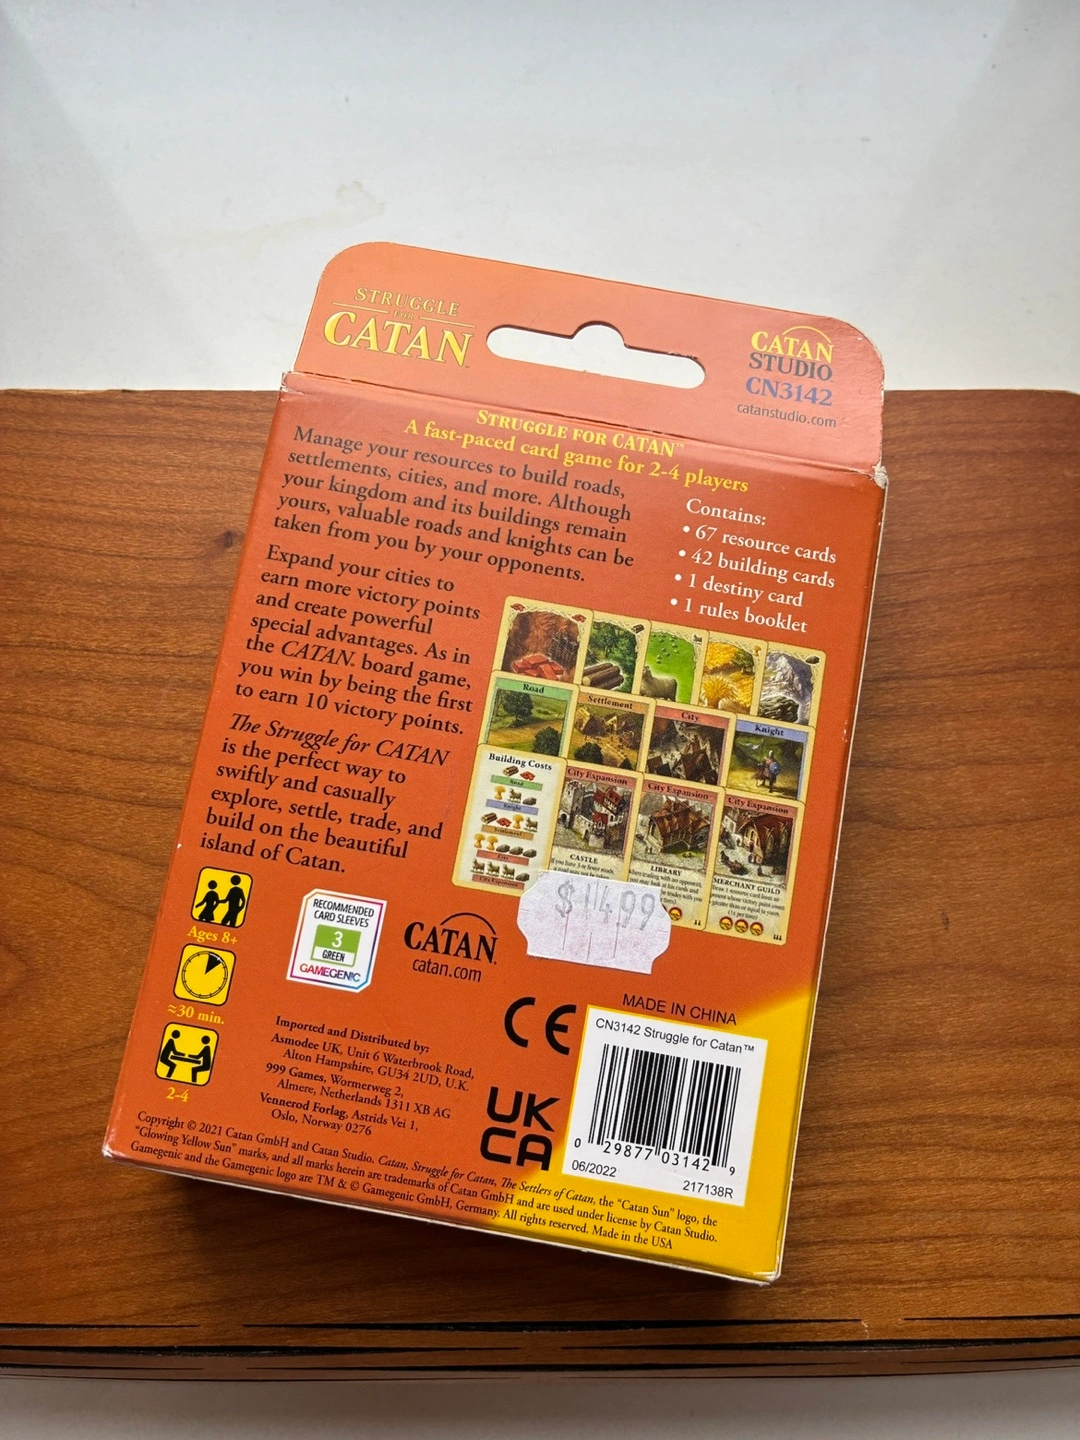 STRUGGLE
FOR
CATAN™
CATAN
STUDIO
CN3142
catanstudio.com
STRUGGLE FOR CATAN™
A fast-paced card game for 2-4 players
Manage your resources to build roads,
settlements, cities, and more. Although
your kingdom and its buildings remain
yours, valuable roads and knights can be
taken from you by your opponents.
Expand your cities to
earn more victory points
and create powerful
special advantages. As in
the CATAN® board game,
you win by being the first
to earn 10 victory points.
The Struggle for CATAN
is the perfect way to
swiftly and casually
explore, settle, trade, and
build on the beautiful
island of Catan.
Contains:
• 67 resource cards
• 42 building cards
• 1 destiny card
• 1 rules booklet
Road
Settlement
City
Knight
Building Costs
Road
Knight
Settlement
City
City Expansion
City Expansion
City Expansion
City Expansion
CASTLE
LIBRARY
MERCHANT GUILD
$14.99
Ages 8+
≈30 min.
2-4
RECOMMENDED
CARD SLEEVES
3
GREEN
GAMEGENIC
CATAN®
catan.com
Imported and Distributed by:
Asmodee UK, Unit 6 Waterbrook Road,
Alton Hampshire, GU34 2UD, U.K.
999 Games, Wormerweg 2,
Almere, Netherlands 1311 XB AG
Vennerod Forlag, Astrids Vei 1,
Oslo, Norway 0276
CE
UK
CA
MADE IN CHINA
CN3142 Struggle for Catan™
0 29877 03142 9
06/2022
217138R
Copyright © 2021 Catan GmbH and Catan Studio. Catan, Struggle for Catan, The Settlers of Catan, the "Catan Sun" logo, the
"Glowing Yellow Sun" marks, and all marks herein are trademarks of Catan GmbH and are used under license by Catan Studio.
Gamegenic and the Gamegenic logo are TM & © Gamegenic GmbH, Germany. All rights reserved. Made in the USA